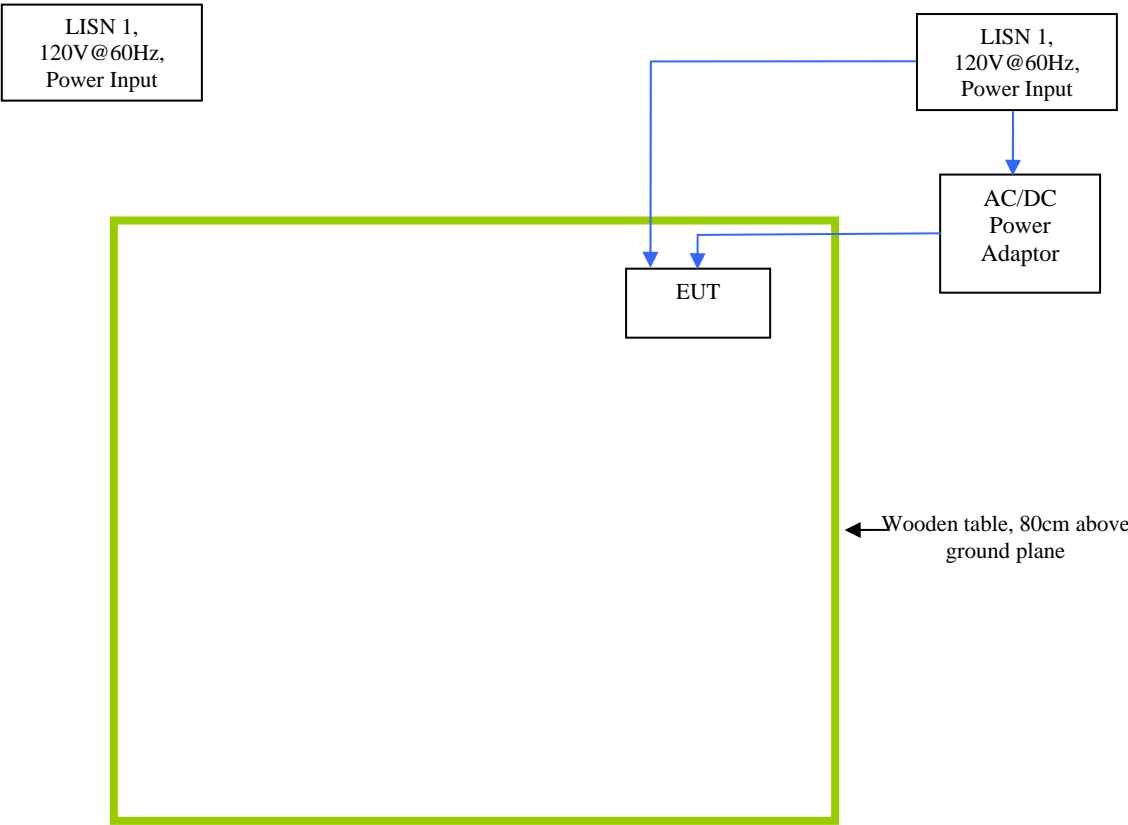 LISN 1,
120V@60Hz,
Power Input
LISN 1,
120V@60Hz,
Power Input
AC/DC
Power
Adaptor
EUT
Wooden table, 80cm above
ground plane